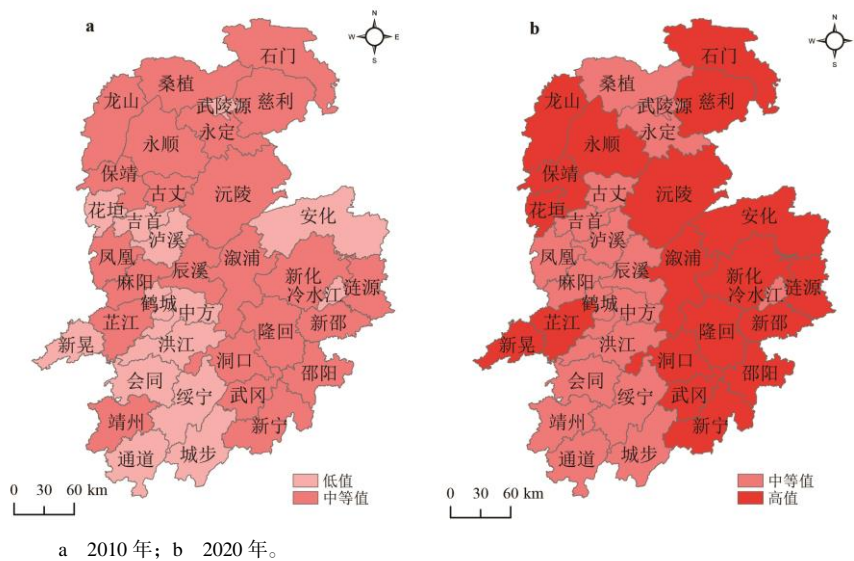 a
N
W E
S
石门
桑植
龙山
武陵源
慈利
永定
永顺
保靖
古丈
沅陵
花垣
吉首
泸溪
安化
凤凰
辰溪
溆浦
麻阳
新化
冷水江
涟源
鹤城
中方
芷江
新晃
洪江
隆回
新邵
会同
洞口
绥宁
武冈
邵阳
靖州
新宁
通道
城步
低值
中等值
0 30 60 km
b
N
W E
S
石门
桑植
龙山
武陵源
慈利
永定
永顺
保靖
古丈
沅陵
花垣
吉首
泸溪
安化
凤凰
辰溪
溆浦
麻阳
新化
冷水江
涟源
鹤城
中方
芷江
新晃
洪江
隆回
新邵
会同
洞口
绥宁
武冈
邵阳
靖州
新宁
通道
城步
中等值
高值
0 30 60 km
a 2010 年；b 2020 年。